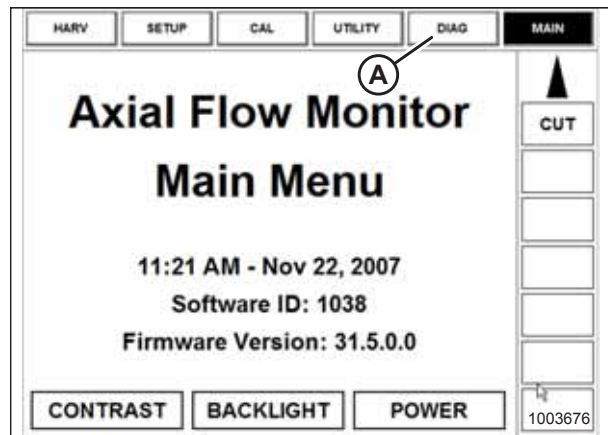 HARV SETUP CAL UTILITY DIAG MAIN
A
Axial Flow Monitor
CUT
Main Menu
11:21 AM - Nov 22, 2007
Software ID: 1038
Firmware Version: 31.5.0.0
CONTRAST BACKLIGHT POWER
1003676